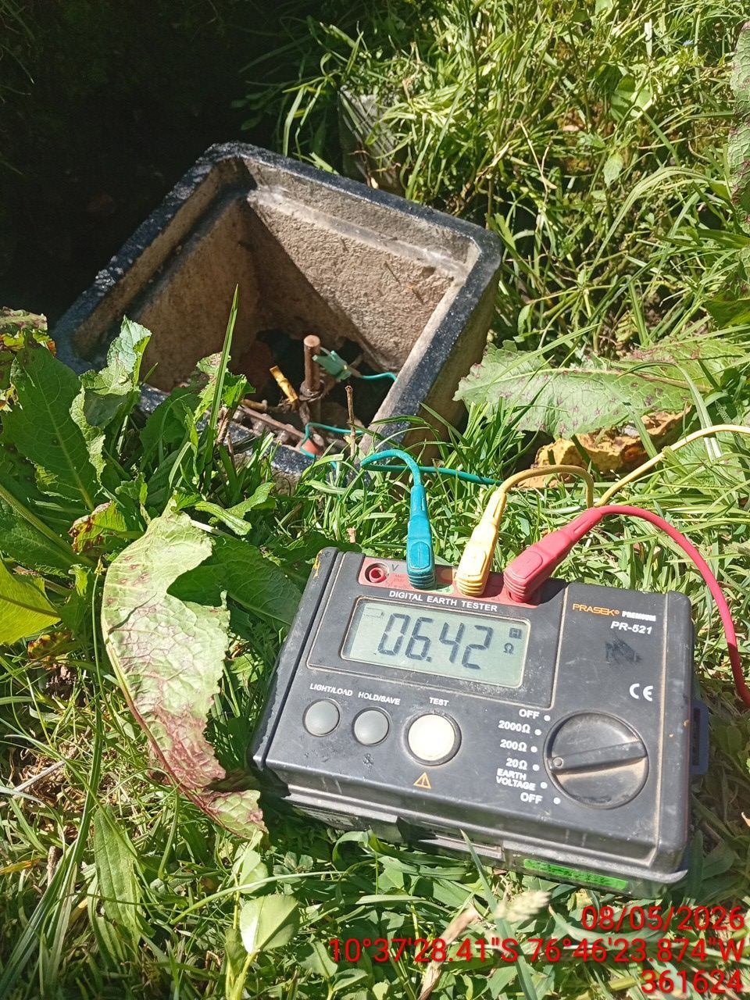 V
DIGITAL EARTH TESTER
PRASEK® PREMIUM
PR-521
06.42
H
Ω
CE
LIGHT/LOAD
HOLD/SAVE
TEST
OFF
2000Ω
200Ω
20Ω
EARTH
VOLTAGE
OFF
08/05/2026
10°37'28.41"S 76°46'23.874"W
361624